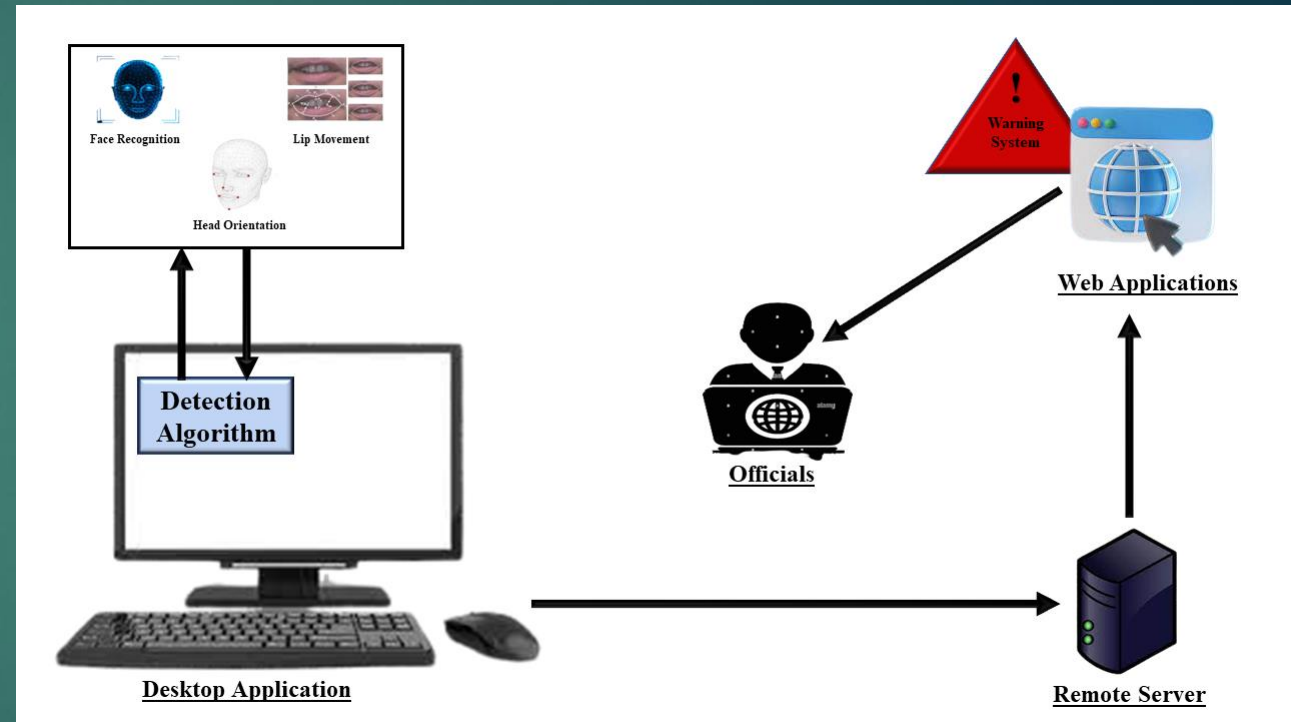 Face Recognition
Lip Movement
Head Orientation
!
Warning
System
Web Applications
Detection
Algorithm
Officials
Desktop Application
Remote Server